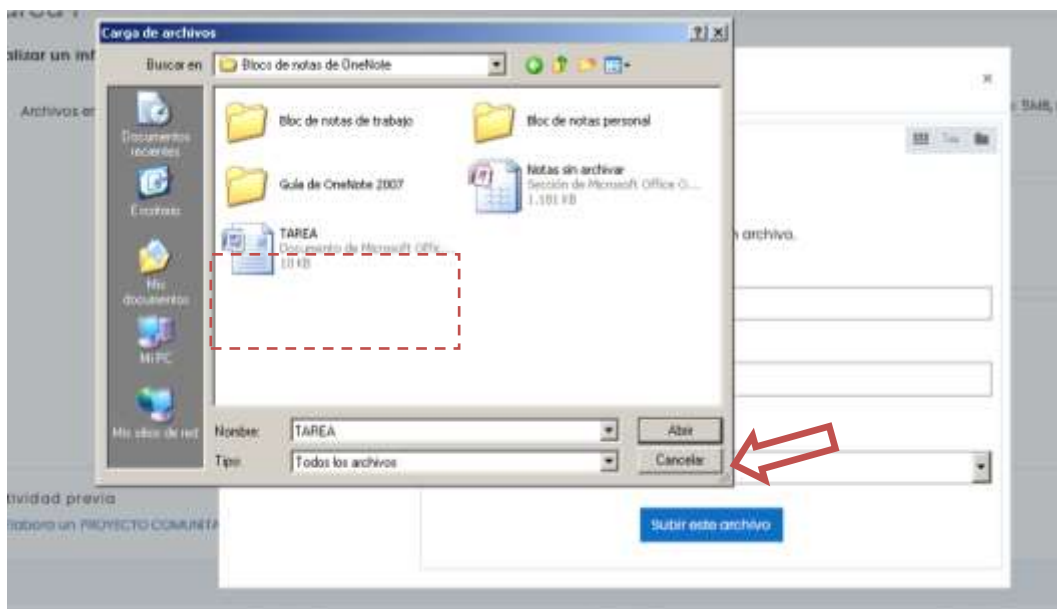 Carga de archivos
alizar un inf
Buscar en
Blocs de notas de OneNote
Archivos en
5MB,
Documentos recientes
Bloc de notas de trabajo
Bloc de notas personal
Escritorio
Guía de OneNote 2007
Notas sin archivar
Sección de Microsoft Office O...
1.181 KB
Mis documentos
TAREA
Documento de Microsoft Offic...
10 KB
archivo.
Mi PC
Mis sitios de red
Nombre:
TAREA
Abrir
Tipo:
Todos los archivos
Cancelar
tividad previa
labora un PROYECTO COMUNITA
Subir este archivo